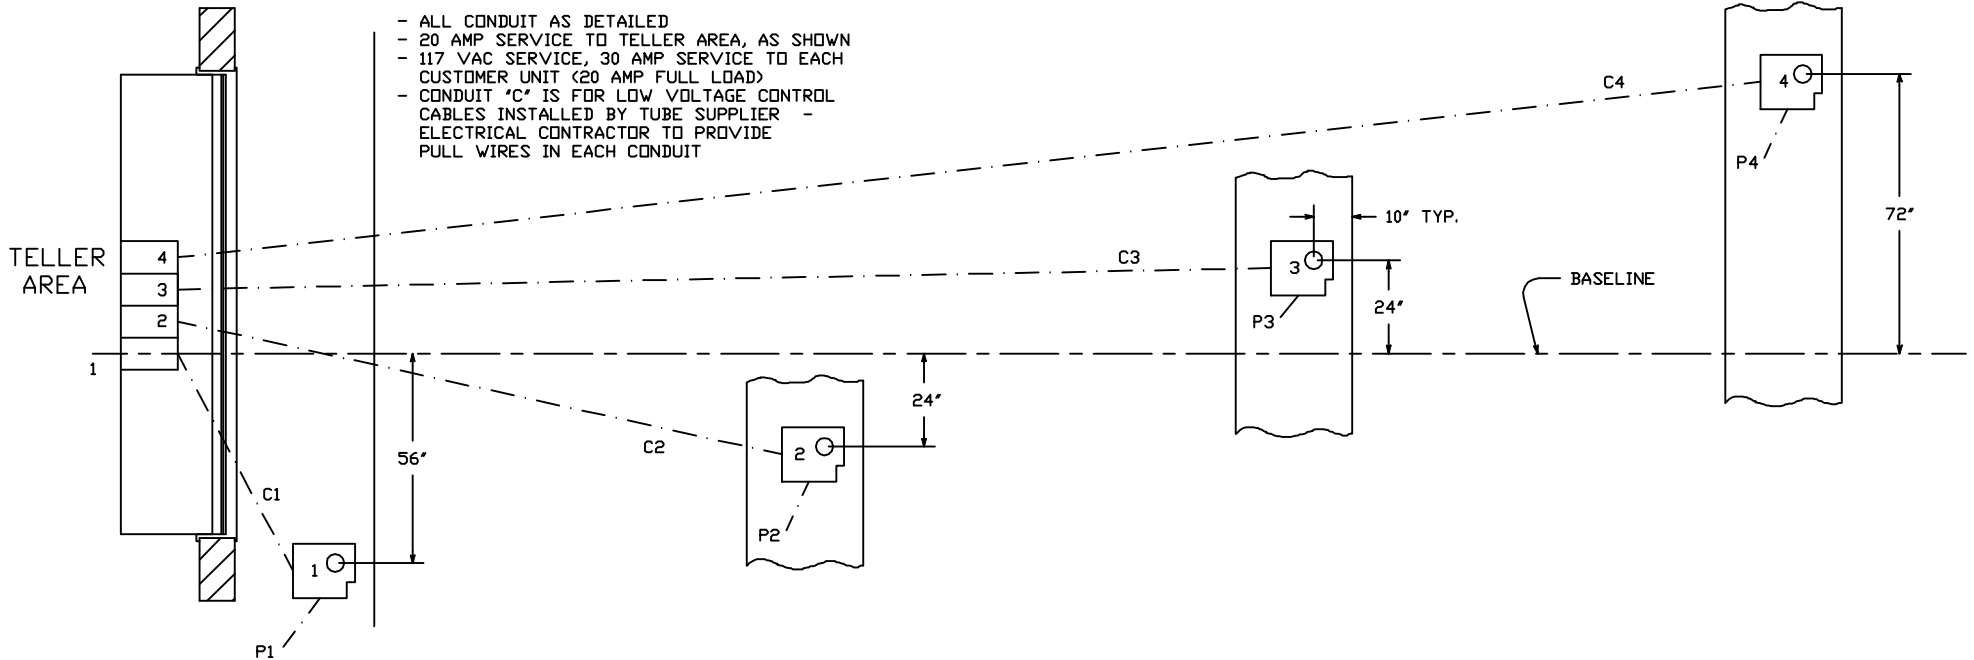 - ALL CONDUIT AS DETAILED
- 20 AMP SERVICE TO TELLER AREA, AS SHOWN
- 117 VAC SERVICE, 30 AMP SERVICE TO EACH
CUSTOMER UNIT (20 AMP FULL LOAD)
- CONDUIT "C" IS FOR LOW VOLTAGE CONTROL
CABLES INSTALLED BY TUBE SUPPLIER -
ELECTRICAL CONTRACTOR TO PROVIDE
PULL WIRES IN EACH CONDUIT
TELLER
AREA
4
3
2
1
C4
C3
C2
C1
4
P4
72"
10" TYP.
3
P3
24"
BASELINE
24"
2
P2
56"
1
P1